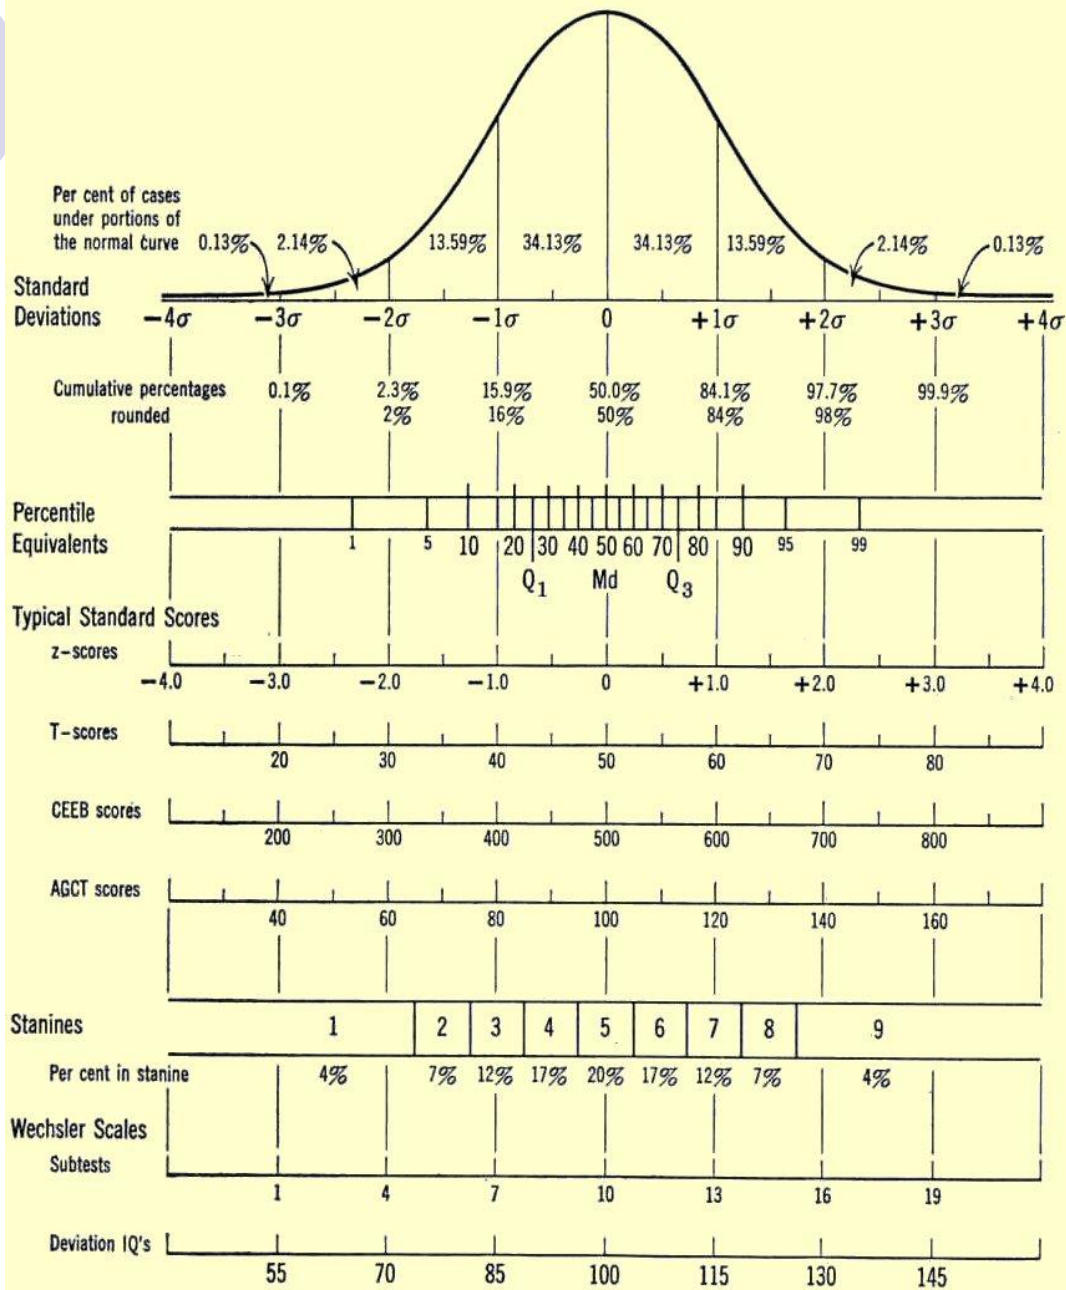 Per cent of cases
under portions of
the normal curve
0.13% 2.14% 13.59% 34.13% 34.13% 13.59% 2.14% 0.13%
Standard
Deviations
−4σ −3σ −2σ −1σ 0 +1σ +2σ +3σ +4σ
Cumulative percentages 0.1% 2.3% 15.9% 50.0% 84.1% 97.7% 99.9%
rounded 2% 16% 50% 84% 98%
Percentile
Equivalents 1 5 10 20 30 40 50 60 70 80 90 95 99
Q1 Md Q3
Typical Standard Scores
z-scores
−4.0 −3.0 −2.0 −1.0 0 +1.0 +2.0 +3.0 +4.0
T-scores
20 30 40 50 60 70 80
CEEB scores
200 300 400 500 600 700 800
AGCT scores
40 60 80 100 120 140 160
Stanines 1 2 3 4 5 6 7 8 9
Per cent in stanine 4% 7% 12% 17% 20% 17% 12% 7% 4%
Wechsler Scales
Subtests
1 4 7 10 13 16 19
Deviation IQ's
55 70 85 100 115 130 145